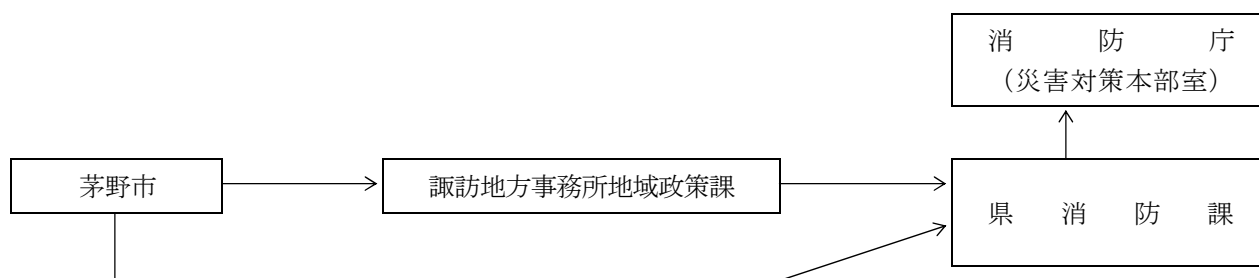 消防庁
（災害対策本部室）
茅野市
諏訪地方事務所地域政策課
県消防課